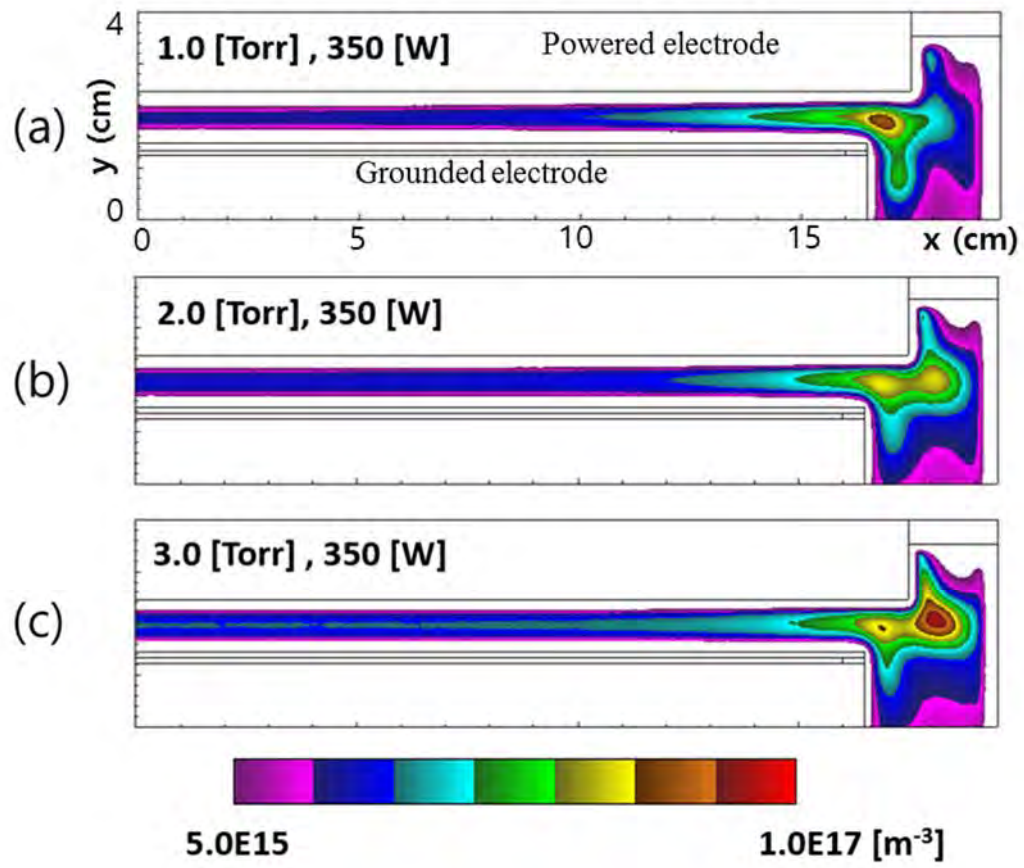 4
1.0 [Torr] , 350 [W]
Powered electrode
(a)
y (cm)
Grounded electrode
0
0 5 10 15 x (cm)
2.0 [Torr], 350 [W]
(b)
3.0 [Torr] , 350 [W]
(c)
5.0E15 1.0E17 [m⁻³]